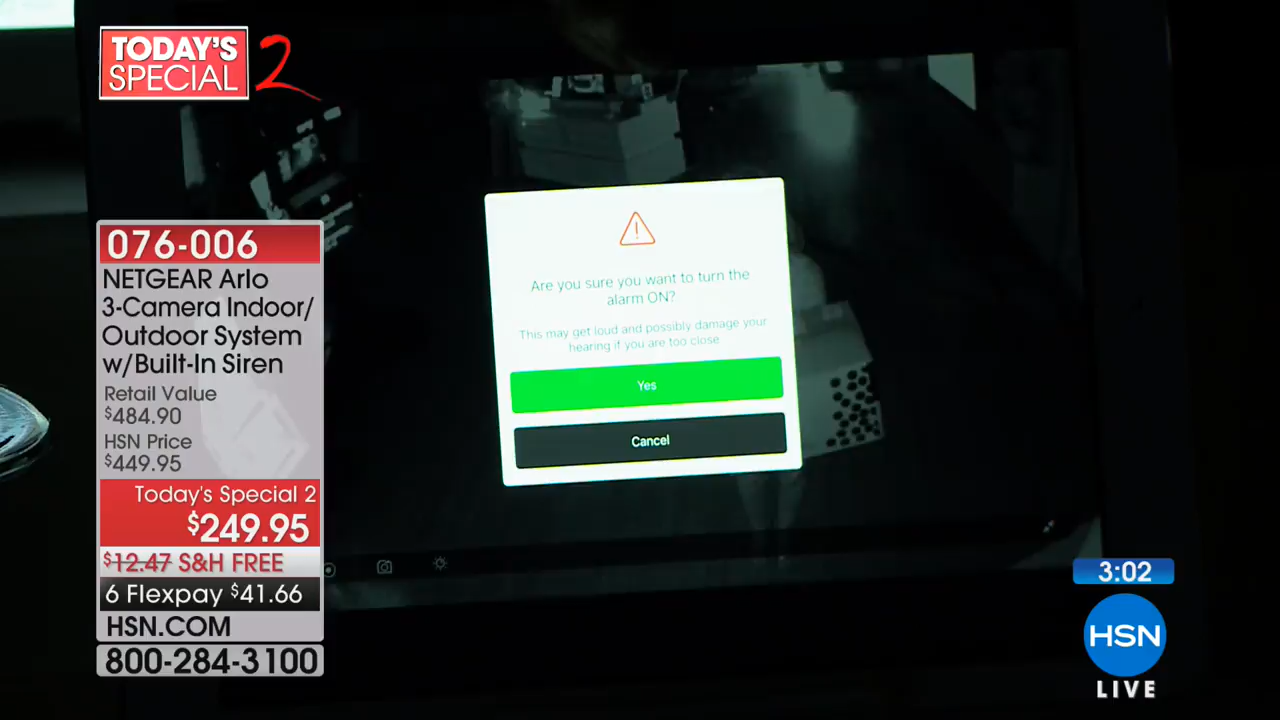 TODAY'S
SPECIAL 2
076-006
NETGEAR Arlo
3-Camera Indoor/
Outdoor System
w/Built-In Siren
Retail Value
$484.90
HSN Price
$449.95
Today's Special 2
$249.95
$12.47 S&H FREE
6 Flexpay $41.66
HSN.COM
800-284-3100
Are you sure you want to turn the
alarm ON?
This may get loud and possibly damage your
hearing if you are too close
Yes
Cancel
3:02
HSN
LIVE